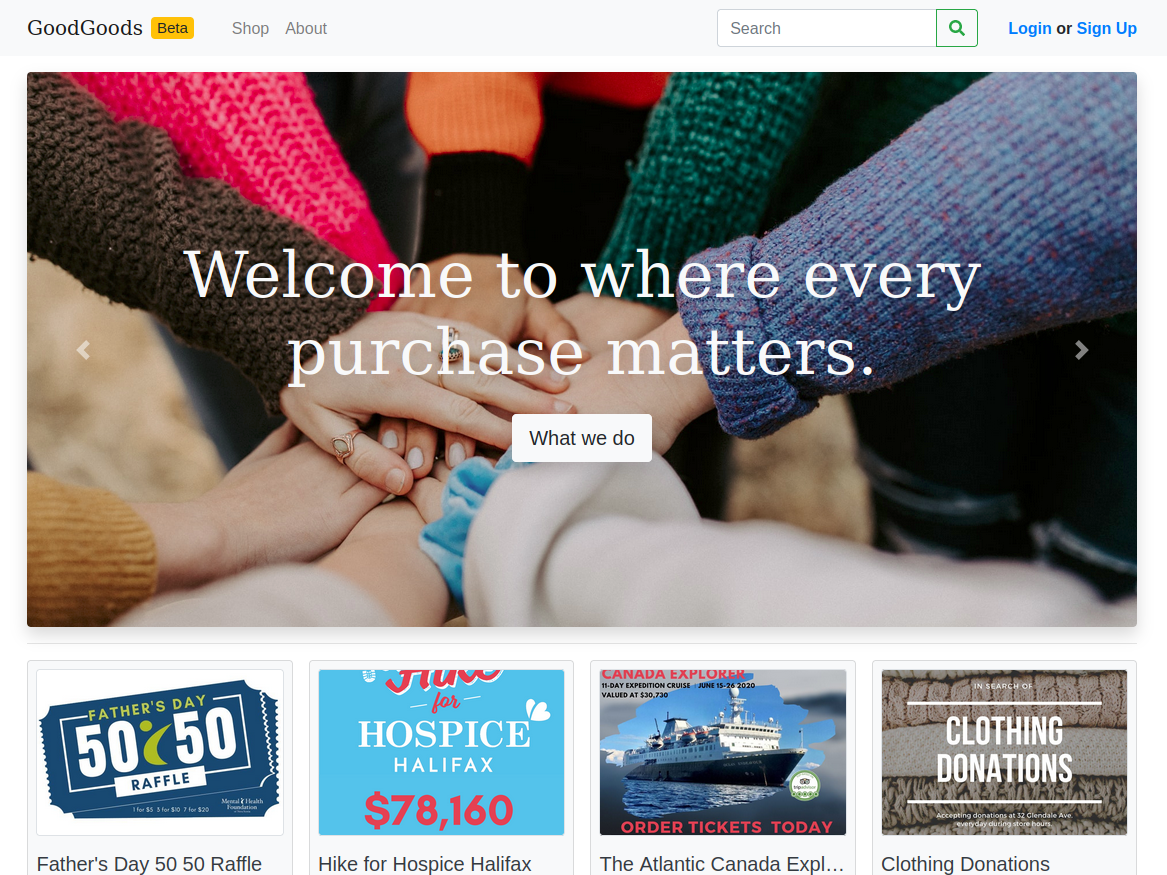 GoodGoods Beta Shop About Search Login or Sign Up
Welcome to where every
purchase matters.
What we do
FATHER'S DAY
50 50
RAFFLE
1 for $5 3 for $10 7 for $20
Mental Health
Foundation
Father's Day 50 50 Raffle
Hike
for
HOSPICE
HALIFAX
$78,160
Hike for Hospice Halifax
CANADA EXPLORER
11-DAY EXPEDITION CRUISE JUNE 15-26 2020
VALUED AT $30,730
tripadvisor
ORDER TICKETS TODAY
The Atlantic Canada Expl...
IN SEARCH OF
CLOTHING
DONATIONS
Accepting donations at 32 Glendale Ave.
everyday during store hours.
Clothing Donations